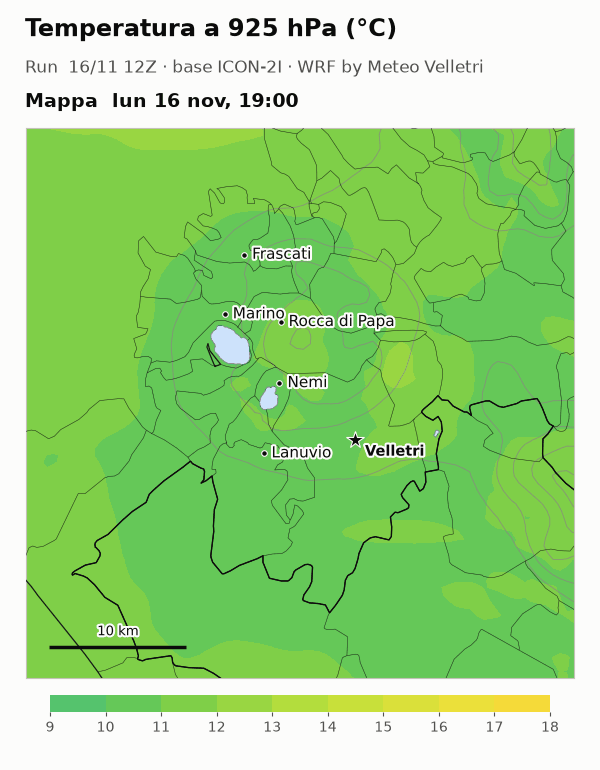 Temperatura a 925 hPa (°C)
Run  16/11 12Z · base ICON-2I · WRF by Meteo Velletri
Mappa  lun 16 nov, 19:00
Frascati
Marino
Rocca di Papa
Nemi
Velletri
Lanuvio
10 km
9 10 11 12 13 14 15 16 17 18